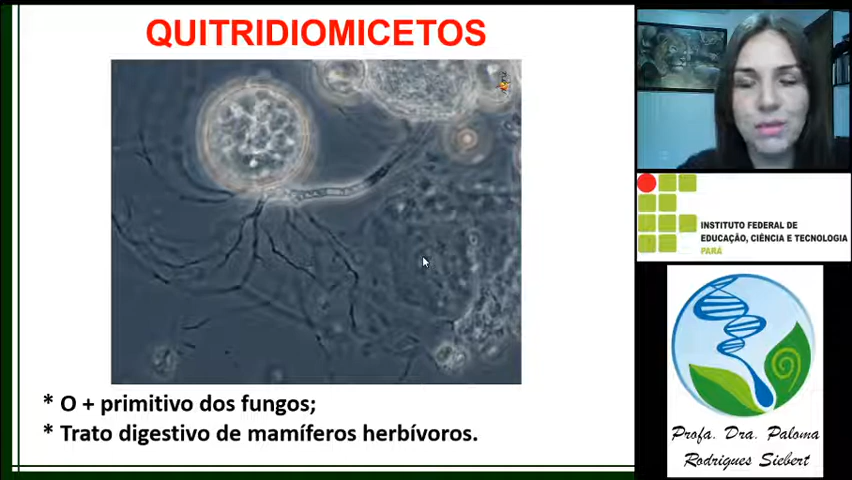 QUITRIDIOMICETOS
* O + primitivo dos fungos;
* Trato digestivo de mamíferos herbívoros.
INSTITUTO FEDERAL DE
EDUCAÇÃO, CIÊNCIA E TECNOLOGIA
PARÁ
Profa. Dra. Paloma
Rodrigues Siebert